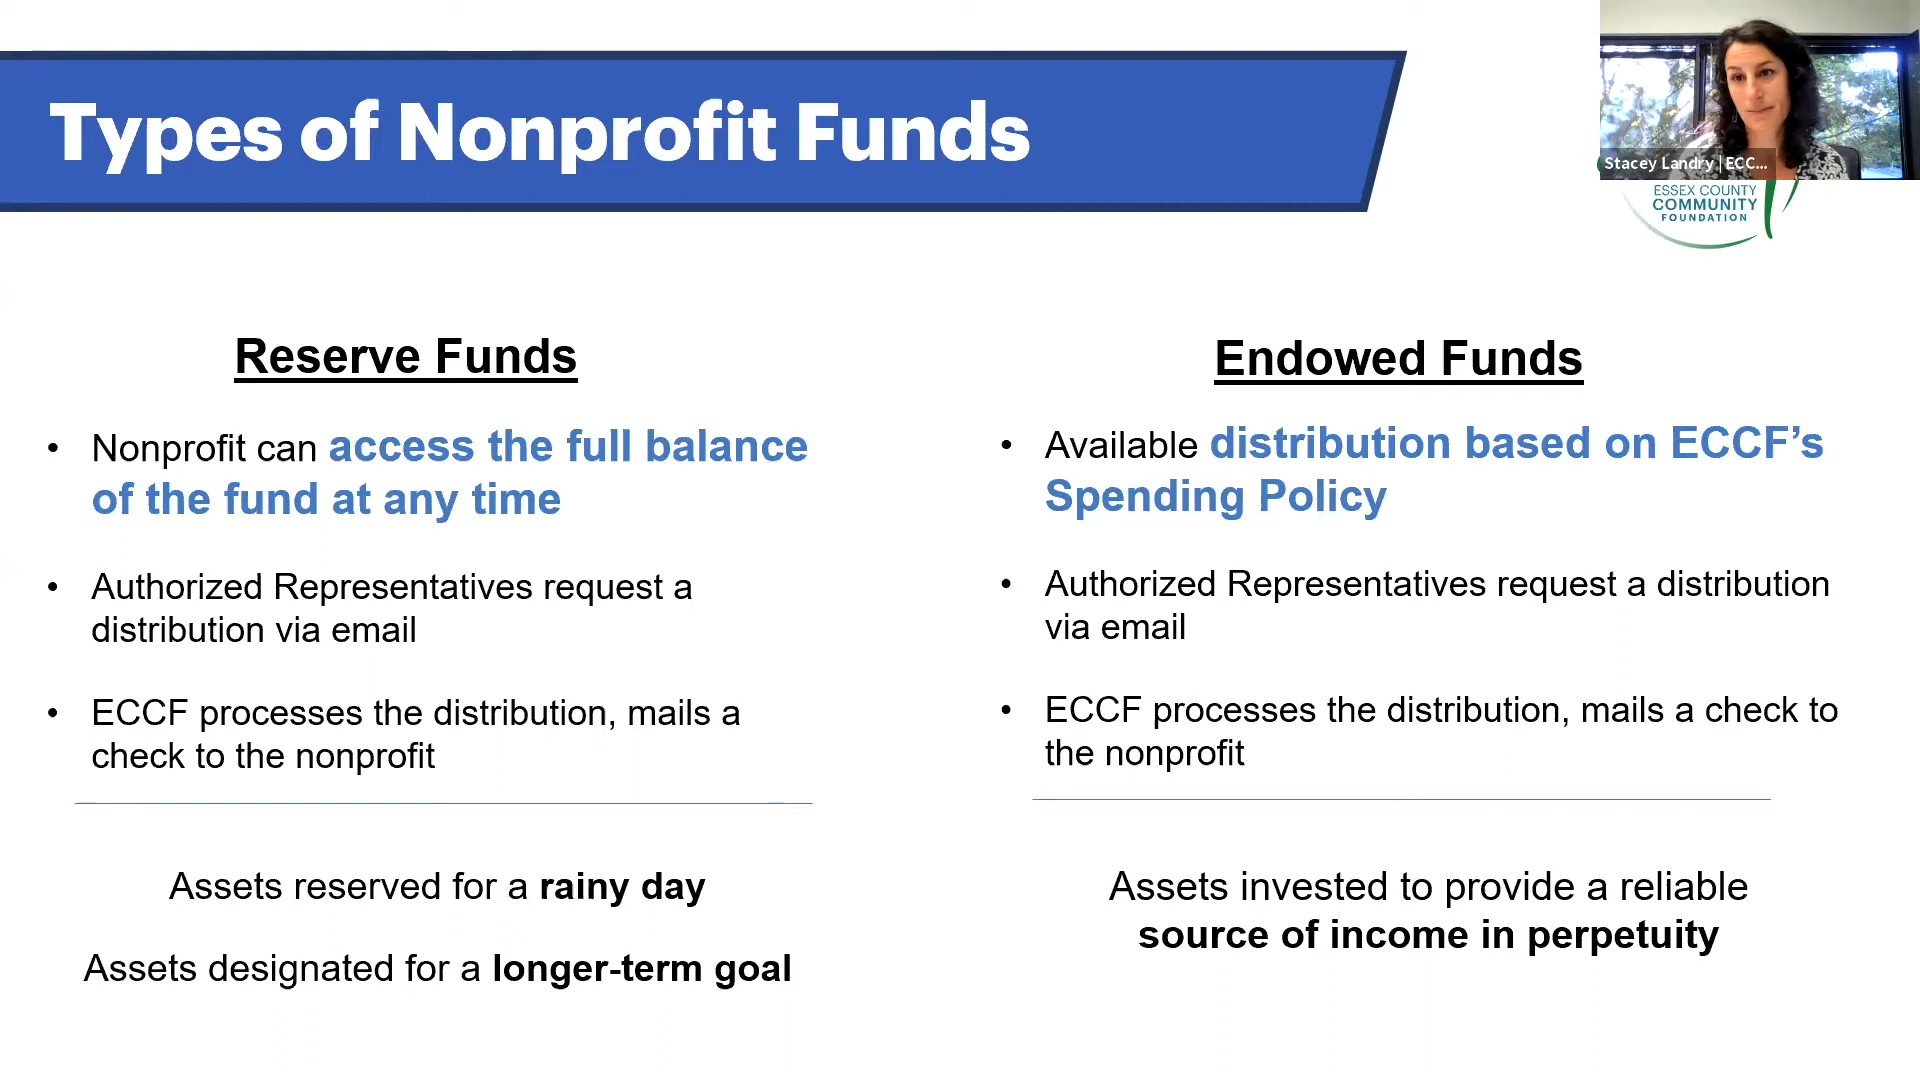 Types of Nonprofit Funds
Stacey Landry | ECC...
ESSEX COUNTY
COMMUNITY
FOUNDATION
Reserve Funds
• Nonprofit can access the full balance
of the fund at any time
• Authorized Representatives request a
distribution via email
• ECCF processes the distribution, mails a
check to the nonprofit
Assets reserved for a rainy day
Assets designated for a longer-term goal
Endowed Funds
• Available distribution based on ECCF’s
Spending Policy
• Authorized Representatives request a distribution
via email
• ECCF processes the distribution, mails a check to
the nonprofit
Assets invested to provide a reliable
source of income in perpetuity